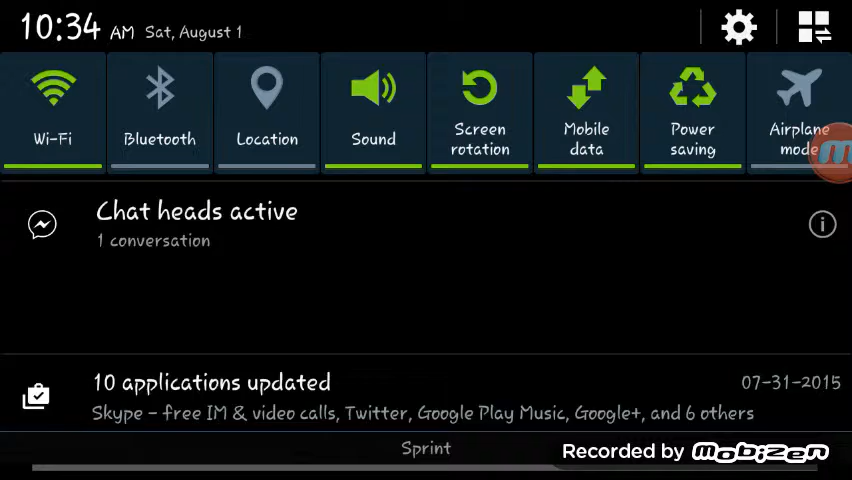 10:34 AM Sat, August 1
Wi-Fi
Bluetooth
Location
Sound
Screen
rotation
Mobile
data
Power
saving
Airplane
mode
Chat heads active
1 conversation
10 applications updated
07-31-2015
Skype – free IM & video calls, Twitter, Google Play Music, Google+, and 6 others
Sprint
Recorded by mobizen